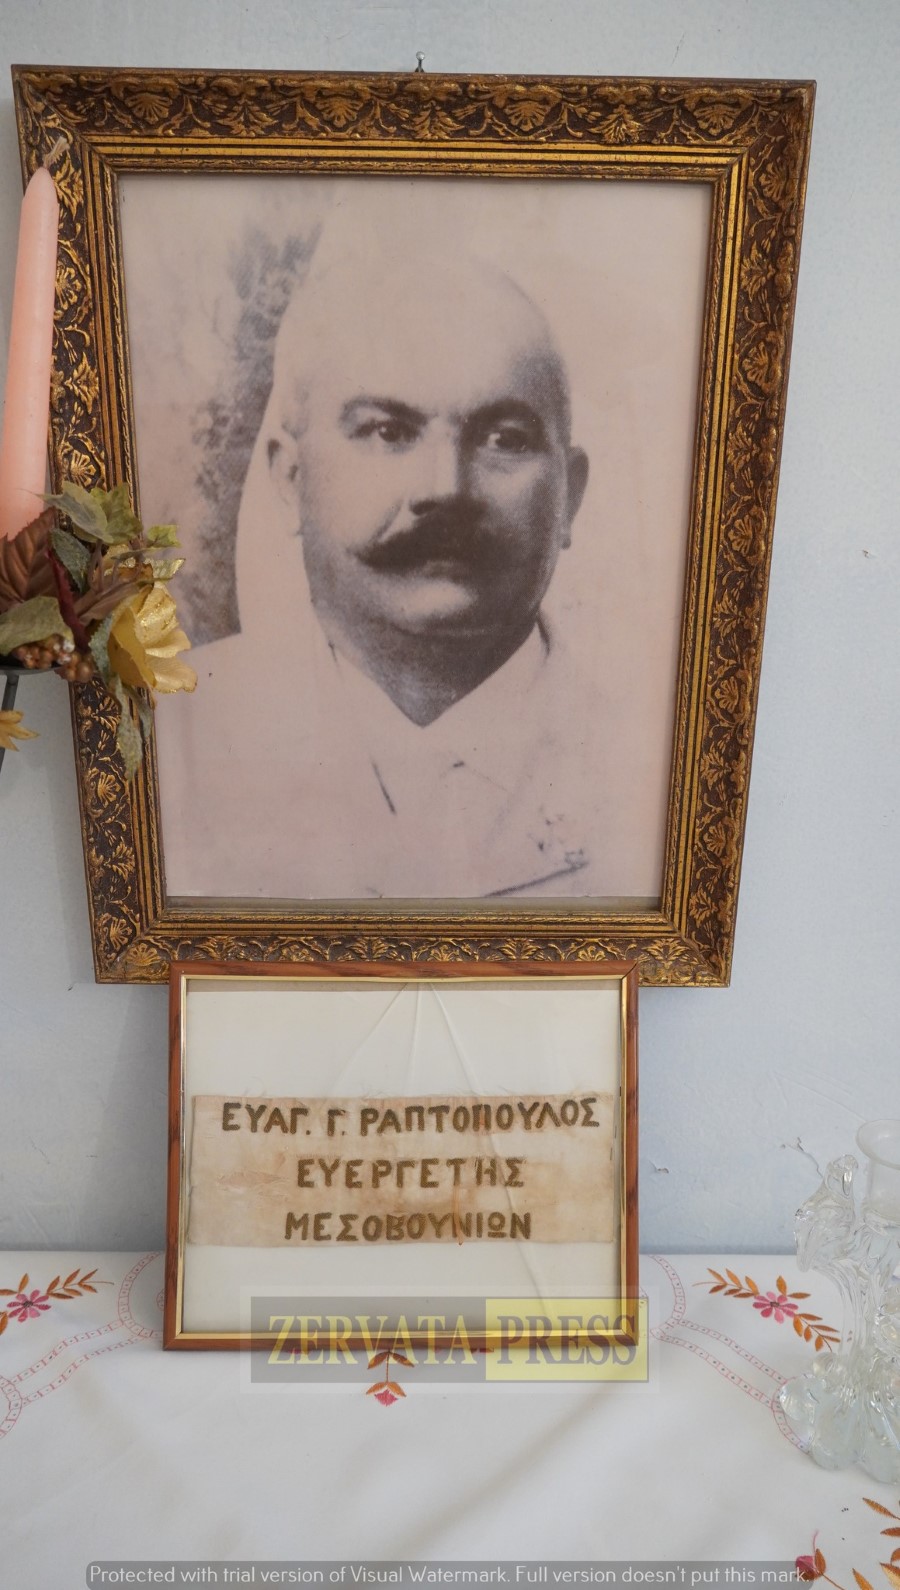 ΕΥΑΓ. Γ. ΡΑΠΤΟΠΟΥΛΟΣ
ΕΥΕΡΓΕΤΗΣ
ΜΕΣΟΒΟΥΝΙΩΝ
ZERVATA PRESS
Protected with trial version of Visual Watermark. Full version doesn't put this mark.